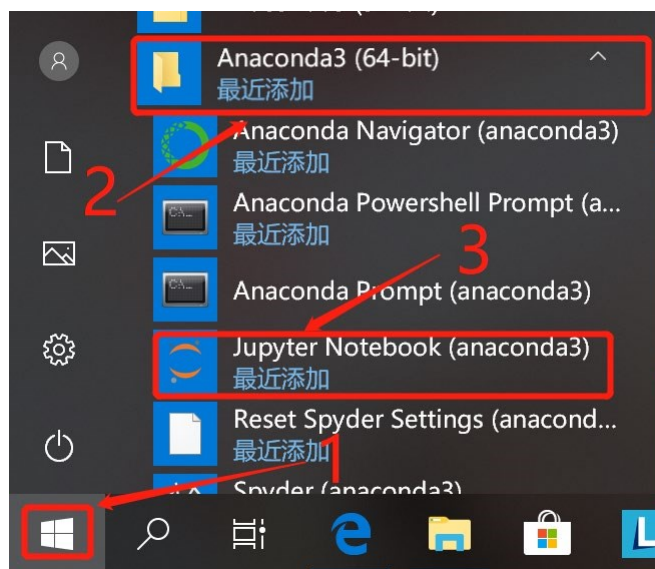 Anaconda3 (64-bit)
最近添加
Anaconda Navigator (anaconda3)
最近添加
2
Anaconda Powershell Prompt (a...
最近添加
3
Anaconda Prompt (anaconda3)
Jupyter Notebook (anaconda3)
最近添加
Reset Spyder Settings (anacond...
最近添加
1
Spyder (anaconda3)